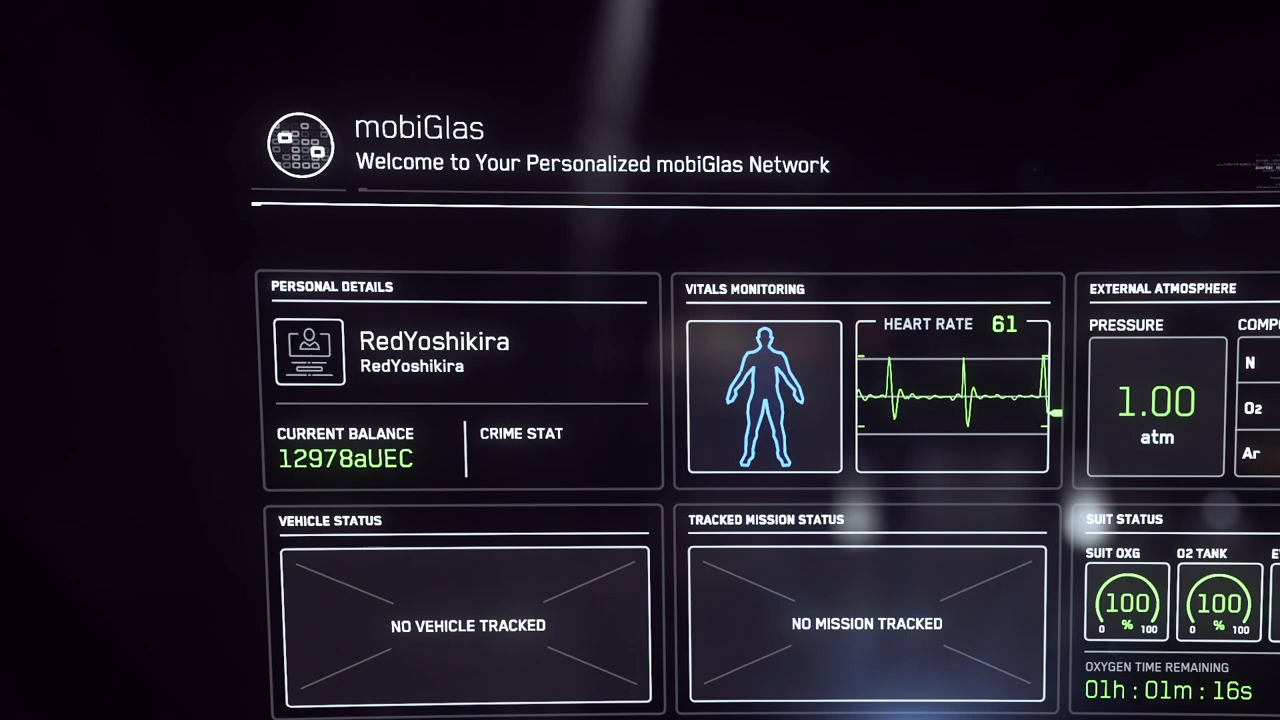 mobiGlas
Welcome to Your Personalized mobiGlas Network
PERSONAL DETAILS
RedYoshikira
RedYoshikira
CURRENT BALANCE
12978aUEC
CRIME STAT
VITALS MONITORING
HEART RATE 61
EXTERNAL ATMOSPHERE
PRESSURE
1.00
atm
N
O2
Ar
VEHICLE STATUS
NO VEHICLE TRACKED
TRACKED MISSION STATUS
NO MISSION TRACKED
SUIT STATUS
SUIT OXG
100
0 % 100
O2 TANK
100
0 % 100
OXYGEN TIME REMAINING
01h : 01m : 16s